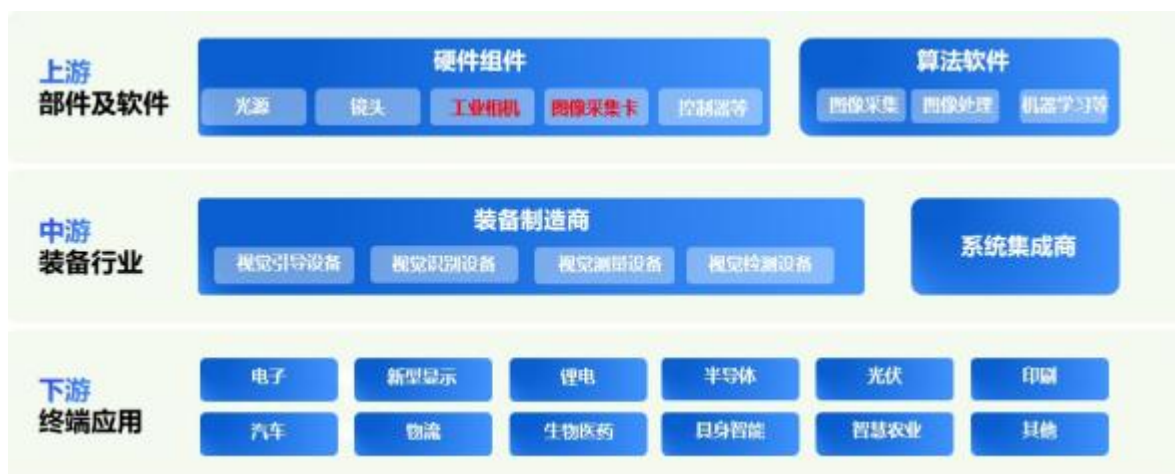 硬件组件 算法软件
上游
部件及软件
光源 镜头 工业相机 图像采集卡 控制器等 图像采集 图像处理 机器学习等
装备制造商
中游
装备行业
视觉引导设备 视觉识别设备 视觉测量设备 视觉检测设备 系统集成商
下游
终端应用
电子 新型显示 锂电 半导体 光伏 印刷
汽车 物流 生物医药 具身智能 智慧农业 其他